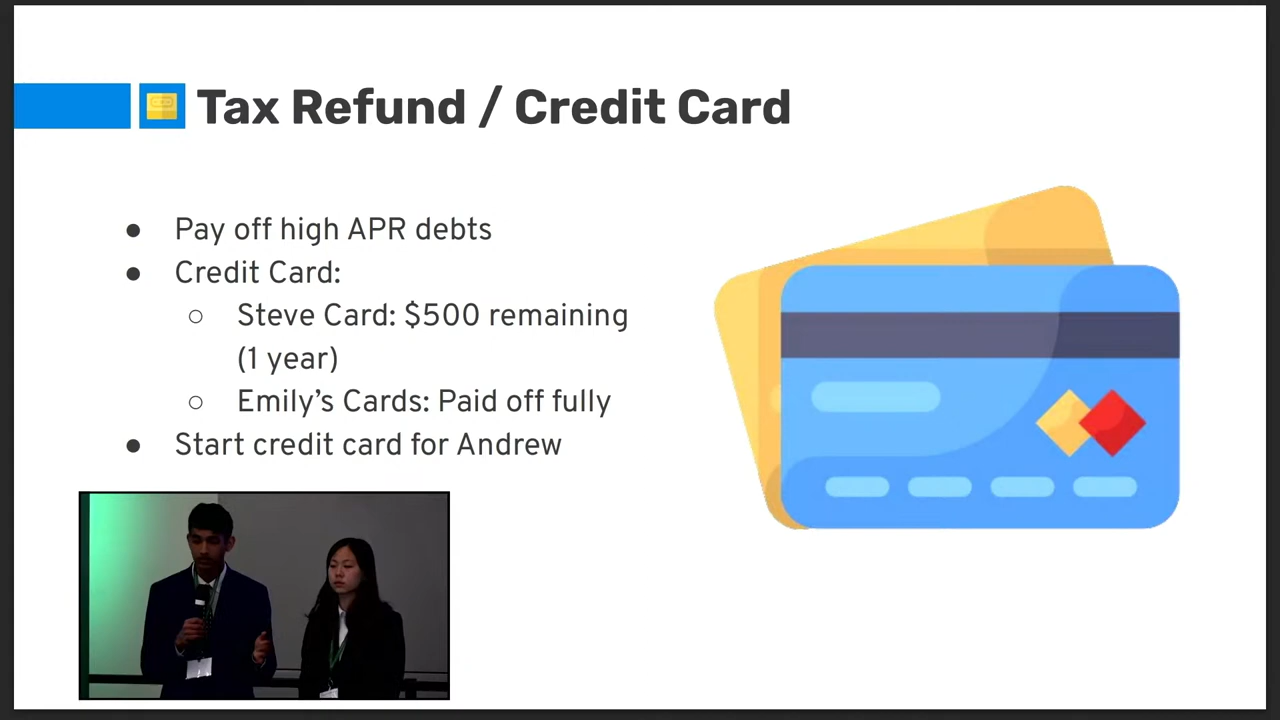 Tax Refund / Credit Card
● Pay off high APR debts
● Credit Card:
○ Steve Card: $500 remaining
(1 year)
○ Emily’s Cards: Paid off fully
● Start credit card for Andrew